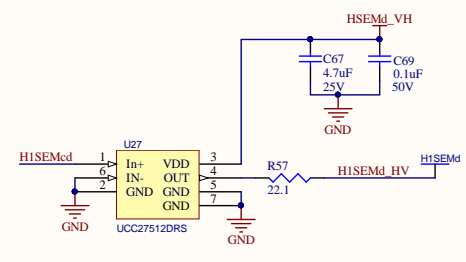 HSEMd_VH
C67
4.7uF
25V
C69
0.1uF
50V
GND
U27
H1SEMcd
1
In+
VDD
3
6
IN-
OUT
4
2
GND
GND
5
GND
7
UCC27512DRS
GND
GND
R57
22.1
H1SEMd_HV
H1SEMd